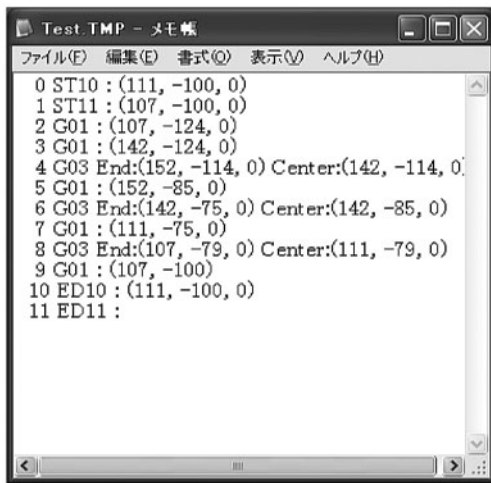 Test.TMP - メモ帳
ファイル(F) 編集(E) 書式(O) 表示(V) ヘルプ(H)
0 ST10 : (111, -100, 0)
1 ST11 : (107, -100, 0)
2 G01 : (107, -124, 0)
3 G01 : (142, -124, 0)
4 G03 End:(152, -114, 0) Center:(142, -114, 0
5 G01 : (152, -85, 0)
6 G03 End:(142, -75, 0) Center:(142, -85, 0)
7 G01 : (111, -75, 0)
8 G03 End:(107, -79, 0) Center:(111, -79, 0)
9 G01 : (107, -100)
10 ED10 : (111, -100, 0)
11 ED11 :